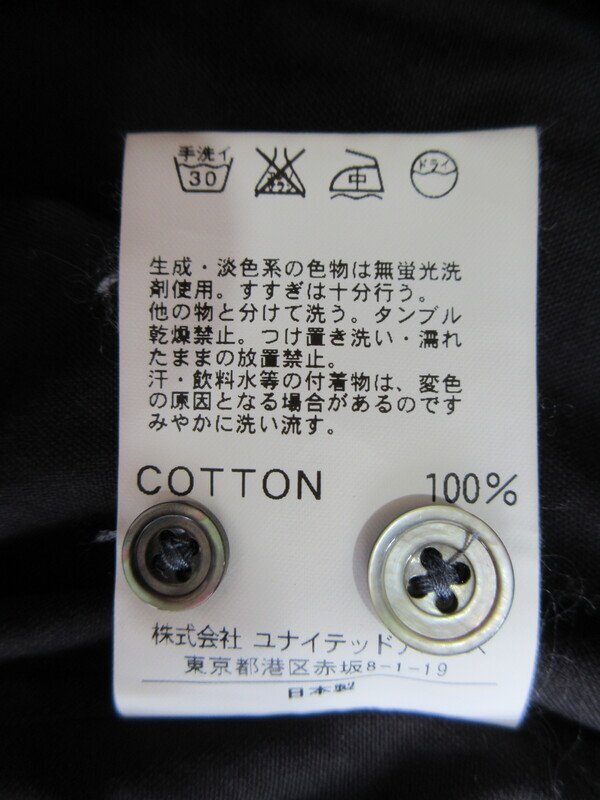 手洗イ 30 中 ドライ
生成・淡色系の色物は無蛍光洗
剤使用。すすぎは十分行う。
他の物と分けて洗う。タンブル
乾燥禁止。つけ置き洗い・濡れ
たままの放置禁止。
汗・飲料水等の付着物は、変色
の原因となる場合があるのです
みやかに洗い流す。
COTTON 100%
株式会社 ユナイテッド
東京都港区赤坂8-1-19
日本製